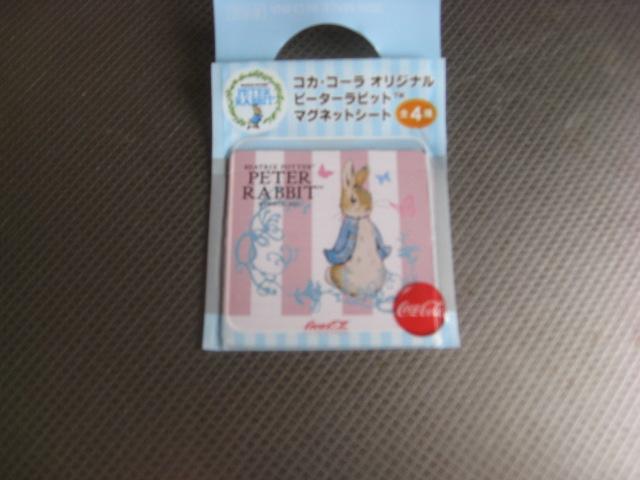 コカ・コーラ オリジナル
ピーターラビット™
マグネットシート 全4種
BEATRIX POTTER™
PETER
RABBIT™
Coca-Cola